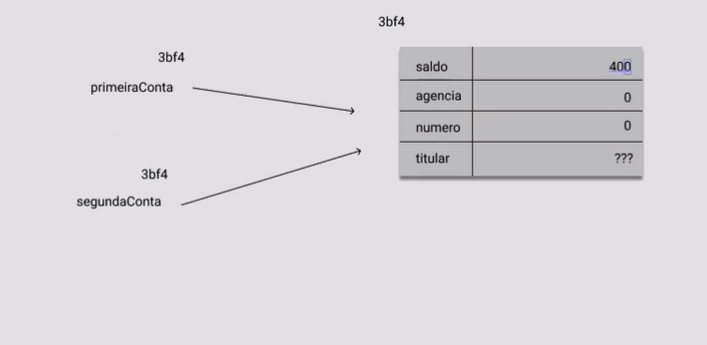 3bf4
3bf4
primeiraConta
3bf4
segundaConta
saldo 400
agencia 0
numero 0
titular ???